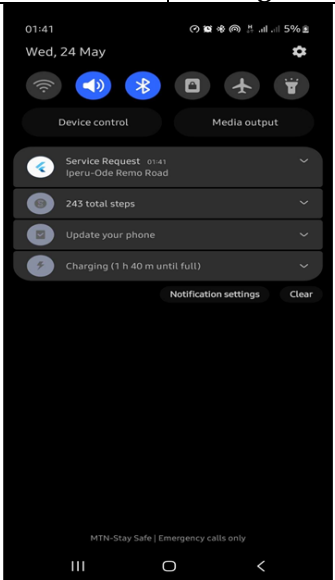 01:41
5%
Wed, 24 May
Device control Media output
Service Request 01:41
Iperu-Ode Remo Road
243 total steps
Update your phone
Charging (1 h 40 m until full)
Notification settings Clear
MTN-Stay Safe | Emergency calls only